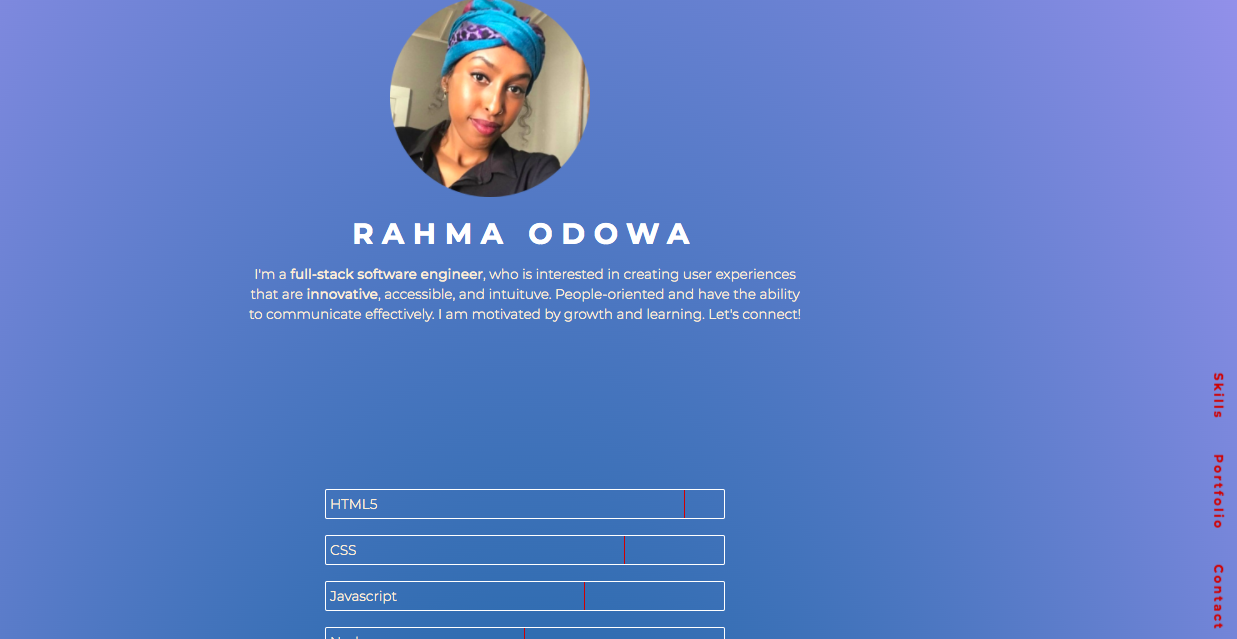 RAHMA ODOWA
I'm a full-stack software engineer, who is interested in creating user experiences
that are innovative, accessible, and intuituve. People-oriented and have the ability
to communicate effectively. I am motivated by growth and learning. Let's connect!
Skills
Portfolio
Contact
HTML5
CSS
Javascript